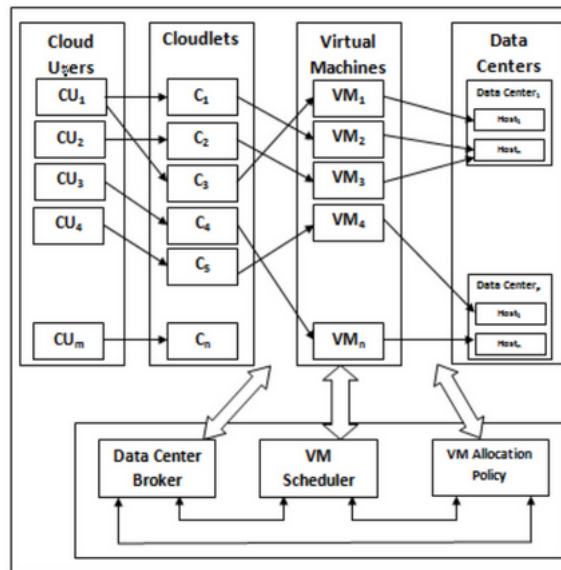 Cloud
Users
CU1
CU2
CU3
CU4
CUm
Cloudlets
C1
C2
C3
C4
C5
Cn
Virtual
Machines
VM1
VM2
VM3
VM4
VMn
Data
Centers
Data Center1
Host1
Hostn
Data Centerp
Host1
Hostn
Data Center
Broker
VM
Scheduler
VM Allocation
Policy